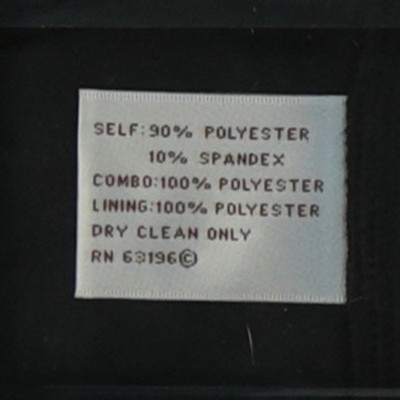 SELF: 90% POLYESTER
10% SPANDEX
COMBO: 100% POLYESTER
LINING: 100% POLYESTER
DRY CLEAN ONLY
RN 63196©